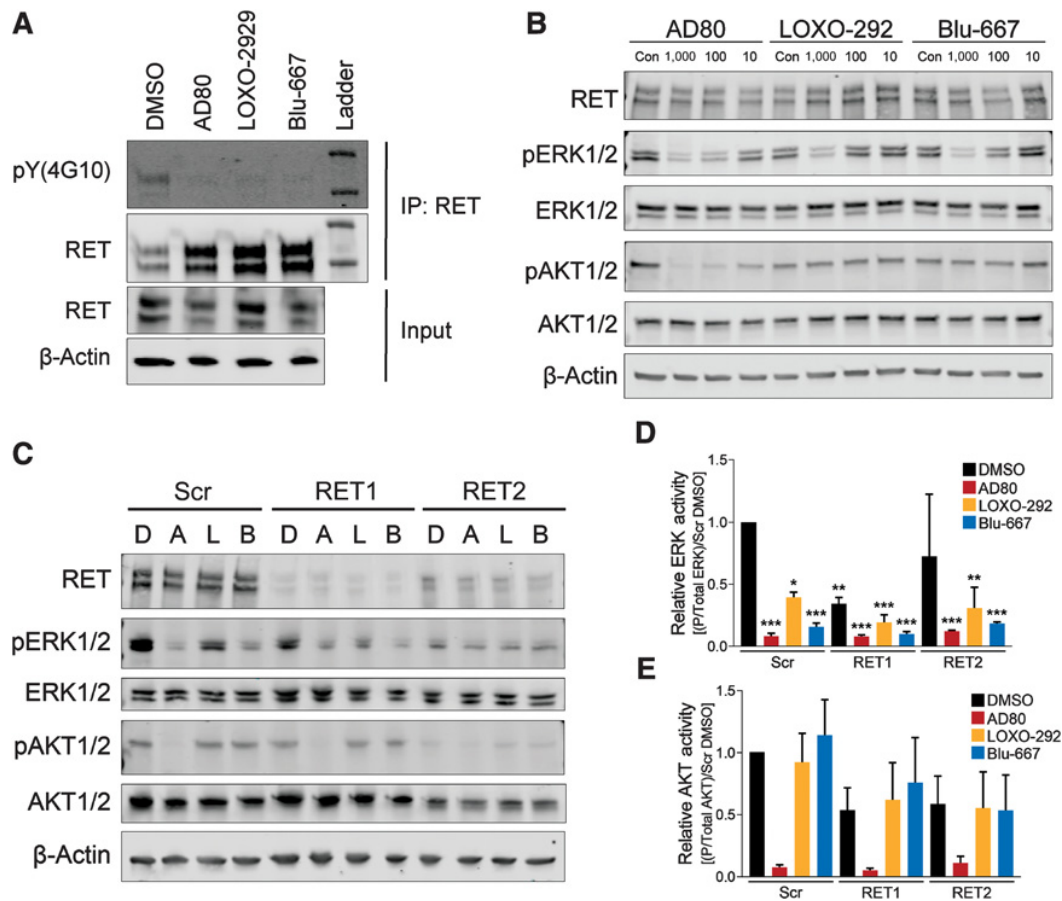 A
DMSO
AD80
LOXO-2929
Blu-667
Ladder
pY(4G10)
RET
IP: RET
RET
β-Actin
Input
B
AD80 LOXO-292 Blu-667
Con 1,000 100 10 Con 1,000 100 10 Con 1,000 100 10
RET
pERK1/2
ERK1/2
pAKT1/2
AKT1/2
β-Actin
C
Scr RET1 RET2
D A L B D A L B D A L B
RET
pERK1/2
ERK1/2
pAKT1/2
AKT1/2
β-Actin
D
Relative ERK activity
[(P/Total ERK)/Scr DMSO]
1.5
1.0
0.5
0.0
DMSO
AD80
LOXO-292
Blu-667
*** * *** ** *** *** *** *** ** ***
Scr RET1 RET2
E
Relative AKT activity
[(P/Total AKT)/Scr DMSO]
1.5
1.0
0.5
0.0
DMSO
AD80
LOXO-292
Blu-667
Scr RET1 RET2